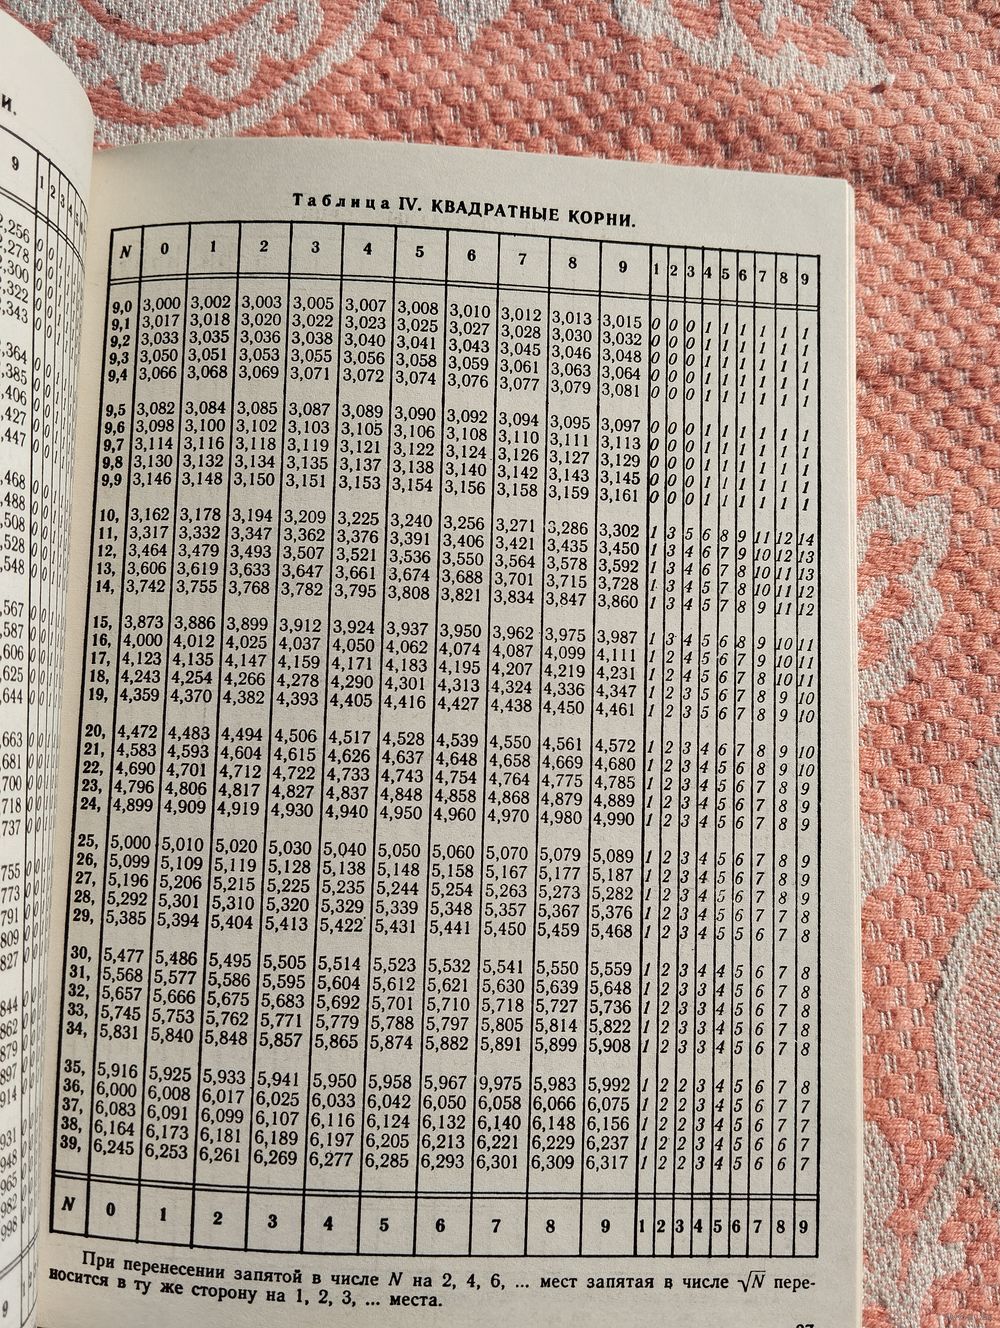 и.
9 1 2 3 4 5
2,256
,278
,300
,322
,343
,364
,385
,406
,427
,447
,468
,488
,508
,528
,548
,567
,587
,606
,625
,644
,663
,681
,700
,718
,737
755
773
791
809
827
844
862
879
897
914
931
948
965
982
998
9
Таблица IV. КВАДРАТНЫЕ КОРНИ.
N 0 1 2 3 4 5 6 7 8 9 1 2 3 4 5 6 7 8 9
9,0 3,000 3,002 3,003 3,005 3,007 3,008 3,010 3,012 3,013 3,015 0 0 0 1 1 1 1 1 1
9,1 3,017 3,018 3,020 3,022 3,023 3,025 3,027 3,028 3,030 3,032 0 0 0 1 1 1 1 1 1
9,2 3,033 3,035 3,036 3,038 3,040 3,041 3,043 3,045 3,046 3,048 0 0 0 1 1 1 1 1 1
9,3 3,050 3,051 3,053 3,055 3,056 3,058 3,059 3,061 3,063 3,064 0 0 0 1 1 1 1 1 1
9,4 3,066 3,068 3,069 3,071 3,072 3,074 3,076 3,077 3,079 3,081 0 0 0 1 1 1 1 1 1
9,5 3,082 3,084 3,085 3,087 3,089 3,090 3,092 3,094 3,095 3,097 0 0 0 1 1 1 1 1 1
9,6 3,098 3,100 3,102 3,103 3,105 3,106 3,108 3,110 3,111 3,113 0 0 0 1 1 1 1 1 1
9,7 3,114 3,116 3,118 3,119 3,121 3,122 3,124 3,126 3,127 3,129 0 0 0 1 1 1 1 1 1
9,8 3,130 3,132 3,134 3,135 3,137 3,138 3,140 3,142 3,143 3,145 0 0 0 1 1 1 1 1 1
9,9 3,146 3,148 3,150 3,151 3,153 3,154 3,156 3,158 3,159 3,161 0 0 0 1 1 1 1 1 1
10, 3,162 3,178 3,194 3,209 3,225 3,240 3,256 3,271 3,286 3,302 1 3 5 6 8 9 11 12 14
11, 3,317 3,332 3,347 3,362 3,376 3,391 3,406 3,421 3,435 3,450 1 3 4 6 7 9 10 12 13
12, 3,464 3,479 3,493 3,507 3,521 3,536 3,550 3,564 3,578 3,592 1 3 4 6 7 8 10 11 13
13, 3,606 3,619 3,633 3,647 3,661 3,674 3,688 3,701 3,715 3,728 1 3 4 5 7 8 10 11 12
14, 3,742 3,755 3,768 3,782 3,795 3,808 3,821 3,834 3,847 3,860 1 3 4 5 7 8 9 11 12
15, 3,873 3,886 3,899 3,912 3,924 3,937 3,950 3,962 3,975 3,987 1 3 4 5 6 8 9 10 11
16, 4,000 4,012 4,025 4,037 4,050 4,062 4,074 4,087 4,099 4,111 1 2 4 5 6 7 9 10 11
17, 4,123 4,135 4,147 4,159 4,171 4,183 4,195 4,207 4,219 4,231 1 2 4 5 6 7 8 10 11
18, 4,243 4,254 4,266 4,278 4,290 4,301 4,313 4,324 4,336 4,347 1 2 3 5 6 7 8 9 10
19, 4,359 4,370 4,382 4,393 4,405 4,416 4,427 4,438 4,450 4,461 1 2 3 5 6 7 8 9 10
20, 4,472 4,483 4,494 4,506 4,517 4,528 4,539 4,550 4,561 4,572 1 2 3 4 6 7 8 9 10
21, 4,583 4,593 4,604 4,615 4,626 4,637 4,648 4,658 4,669 4,680 1 2 3 4 5 6 8 9 10
22, 4,690 4,701 4,712 4,722 4,733 4,743 4,754 4,764 4,775 4,785 1 2 3 4 5 6 7 8 9
23, 4,796 4,806 4,817 4,827 4,837 4,848 4,858 4,868 4,879 4,889 1 2 3 4 5 6 7 8 9
24, 4,899 4,909 4,919 4,930 4,940 4,950 4,960 4,970 4,980 4,990 1 2 3 4 5 6 7 8 9
25, 5,000 5,010 5,020 5,030 5,040 5,050 5,060 5,070 5,079 5,089 1 2 3 4 5 6 7 8 9
26, 5,099 5,109 5,119 5,128 5,138 5,148 5,158 5,167 5,177 5,187 1 2 3 4 5 6 7 8 9
27, 5,196 5,206 5,215 5,225 5,235 5,244 5,254 5,263 5,273 5,282 1 2 3 4 5 6 7 8 9
28, 5,292 5,301 5,310 5,320 5,329 5,339 5,348 5,357 5,367 5,376 1 2 3 4 5 6 7 7 8
29, 5,385 5,394 5,404 5,413 5,422 5,431 5,441 5,450 5,459 5,468 1 2 3 4 5 5 6 7 8
30, 5,477 5,486 5,495 5,505 5,514 5,523 5,532 5,541 5,550 5,559 1 2 3 4 4 5 6 7 8
31, 5,568 5,577 5,586 5,595 5,604 5,612 5,621 5,630 5,639 5,648 1 2 3 3 4 5 6 7 8
32, 5,657 5,666 5,675 5,683 5,692 5,701 5,710 5,718 5,727 5,736 1 2 3 3 4 5 6 7 8
33, 5,745 5,753 5,762 5,771 5,779 5,788 5,797 5,805 5,814 5,822 1 2 3 3 4 5 6 7 8
34, 5,831 5,840 5,848 5,857 5,865 5,874 5,882 5,891 5,899 5,908 1 2 3 3 4 5 6 7 8
35, 5,916 5,925 5,933 5,941 5,950 5,958 5,967 9,975 5,983 5,992 1 2 2 3 4 5 6 7 8
36, 6,000 6,008 6,017 6,025 6,033 6,042 6,050 6,058 6,066 6,075 1 2 2 3 4 5 6 7 7
37, 6,083 6,091 6,099 6,107 6,116 6,124 6,132 6,140 6,148 6,156 1 2 2 3 4 5 6 7 7
38, 6,164 6,173 6,181 6,189 6,197 6,205 6,213 6,221 6,229 6,237 1 2 2 3 4 5 6 6 7
39, 6,245 6,253 6,261 6,269 6,277 6,285 6,293 6,301 6,309 6,317 1 2 2 3 4 5 6 6 7
N 0 1 2 3 4 5 6 7 8 9 1 2 3 4 5 6 7 8 9
При перенесении запятой в числе N на 2, 4, 6, ... мест запятая в числе √N пере-
носится в ту же сторону на 1, 2, 3, ... места.